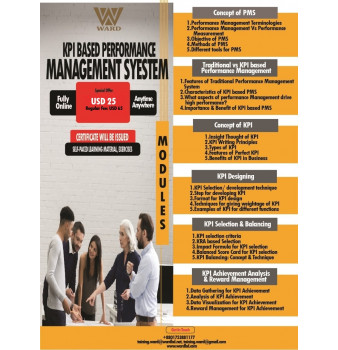 WARD
KPI BASED PERFORMANCE
MANAGEMENT SYESTEM
Fully
Online
Special Offer
USD 25
Regular Fee USD 65
Anytime
Anywhere
CERTIFICATE WILL BE ISSUED
SELF-PACED LEARNING MATERIAL, EXERCISES
MODULES
Concept of PMS
1.Performance Management Terminologies
2.Performance Management Vs Performance
Measurement
3.Objective of PMS
4.Methods of PMS
5.Different tools for PMS
Traditional vs KPI based
Performance Management
1.Features of Traditional Performance Management
System
2.Characteristics of KPI based PMS
3.What aspects of performance Management drive
high performance?
4.Importance & Benefit of KPI based PMS
Concept of KPI
1.Insight Thought of KPI
2.KPI Writing Principles
3.Types of KPI
4.Features of Perfect KPI
5.Benefits of KPI in Business
KPI Designing
1.KPI Selection / development technique
2.Step for developing KPI
3.Format for KPI design
4.Techniques for giving weightage of KPI
5.Examples of KPI for different functions
KPI Selection & Balancing
1.KPI selection criteria
2.KRA based Selection
3.Impact Formula for KPI selection
4.Balanced Score Card for KPI selection
5.KPI Balancing: Concept & Technique
KPI Achievement Analysis
& Reward Management
1.Data Gathering for KPI Achievement
2.Analysis of KPI Achievement
3.Data Visualization for KPI Achievement
4.Reward Management for KPI Achievement
+8801723881177